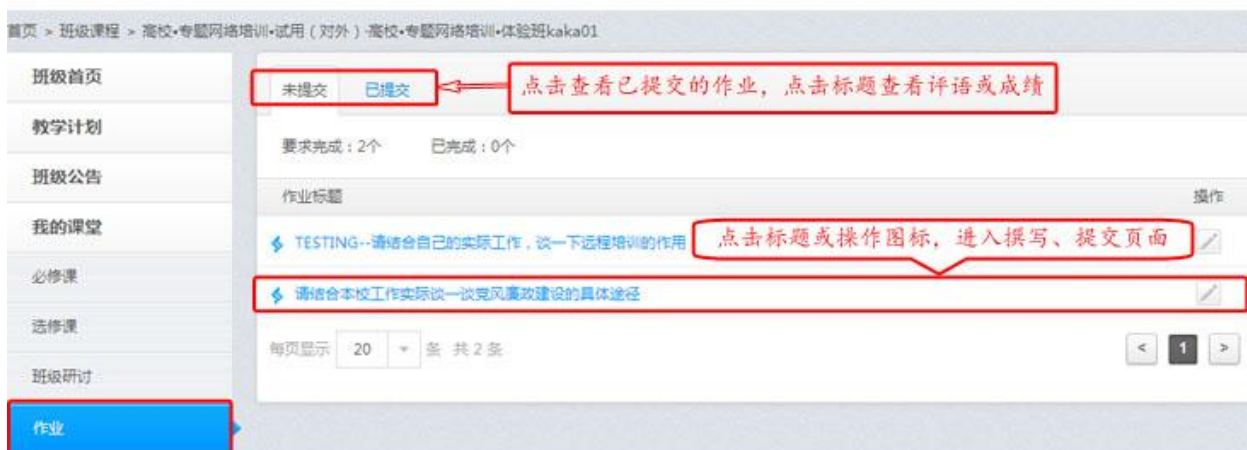 首页 > 班级课程 > 高校•专题网络培训•试用（对外）-高校•专题网络培训•体验班kaka01
班级首页
未提交 已提交
点击查看已提交的作业，点击标题查看评语或成绩
教学计划
要求完成：2个 已完成：0个
班级公告
作业标题 操作
我的课堂
TESTING--请结合自己的实际工作，谈一下远程培训的作用
点击标题或操作图标，进入撰写、提交页面
必修课
请结合本校工作实际谈一谈党风廉政建设的具体途径
选修课
每页显示 20 条 共 2 条 < 1 >
班级研讨
作业